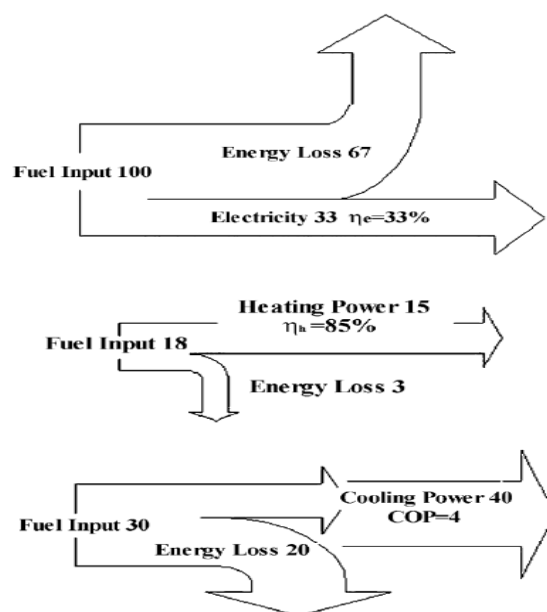 Energy Loss 67
Fuel Input 100
Electricity 33 ηe=33%
Heating Power 15
ηh=85%
Fuel Input 18
Energy Loss 3
Cooling Power 40
COP=4
Fuel Input 30
Energy Loss 20